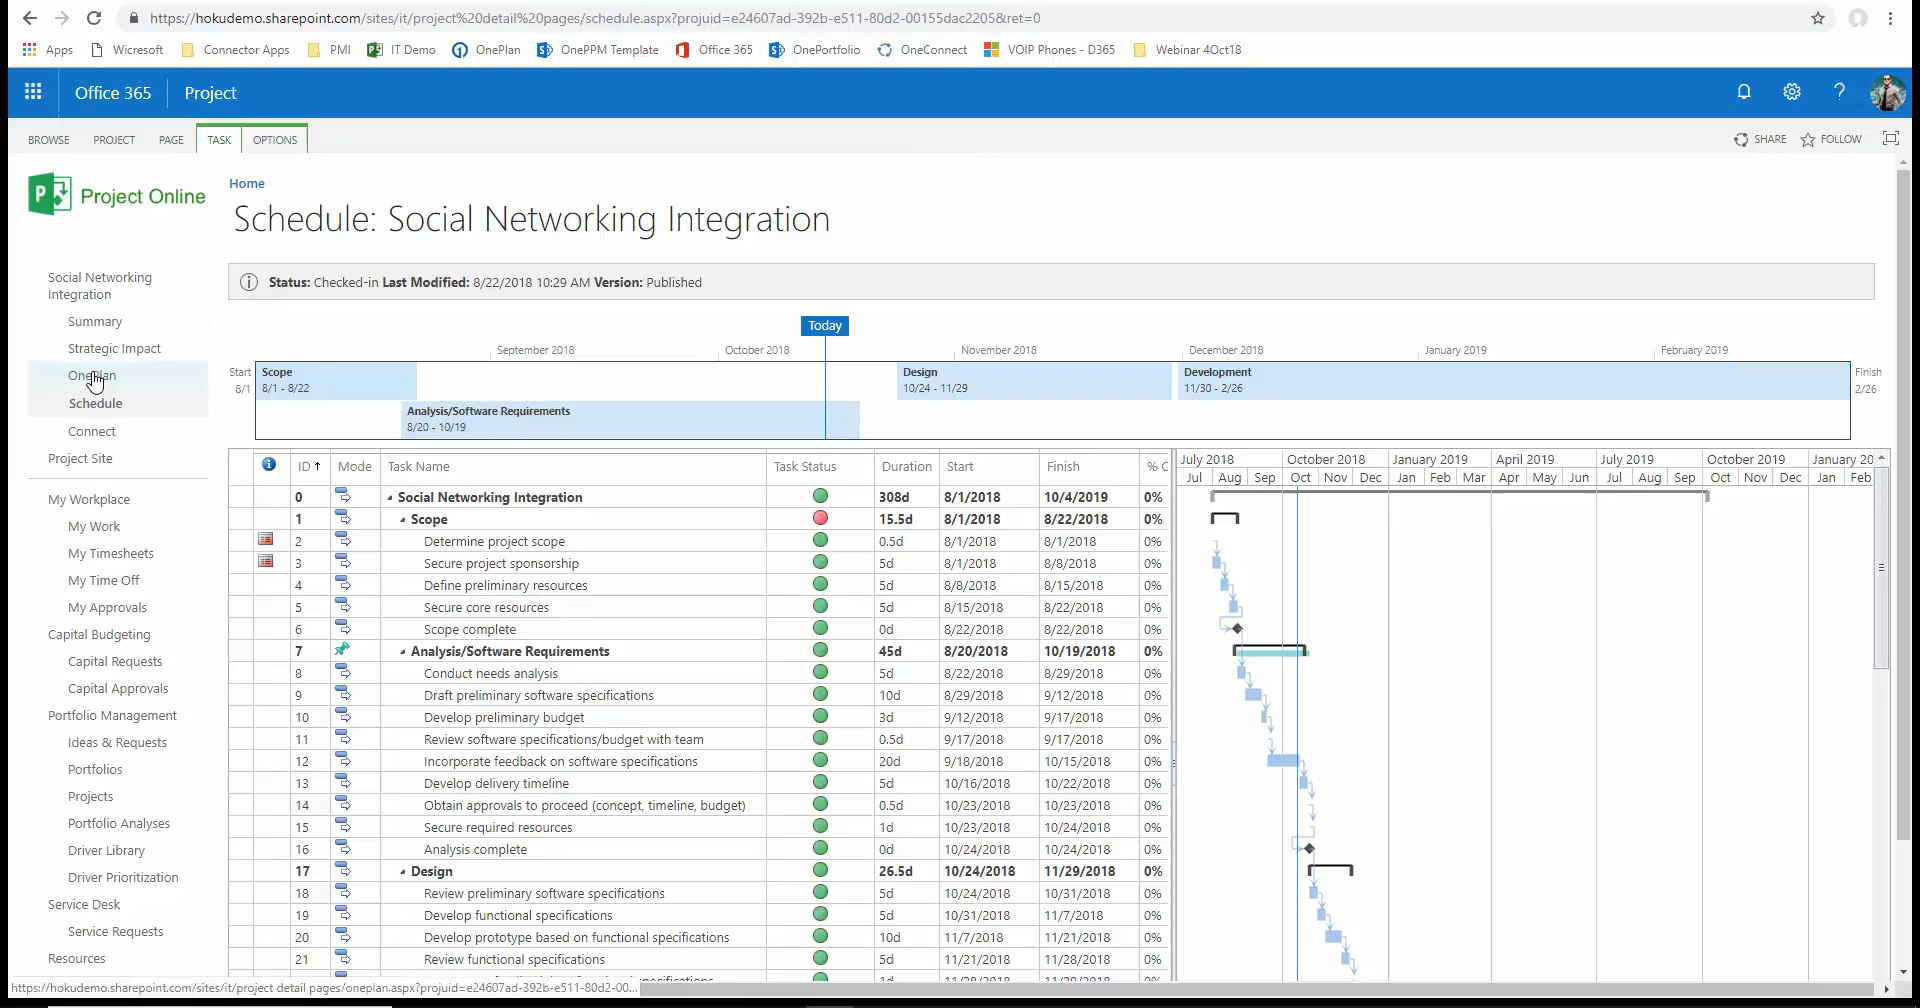 https://hokudemo.sharepoint.com/sites/it/project%20detail%20pages/schedule.aspx?projuid=e24607ad-392b-e511-80d2-00155dac2205&ret=0
Apps Wicresoft Connector Apps PMI IT Demo OnePlan OnePPM Template Office 365 OnePortfolio OneConnect VOIP Phones - D365 Webinar 4Oct18
Office 365 Project
BROWSE PROJECT PAGE TASK OPTIONS SHARE FOLLOW
Project Online
Home
Schedule: Social Networking Integration
Status: Checked-in Last Modified: 8/22/2018 10:29 AM Version: Published
Social Networking
Integration
Summary
Strategic Impact
OnePlan
Schedule
Connect
Project Site
My Workplace
My Work
My Timesheets
My Time Off
My Approvals
Capital Budgeting
Capital Requests
Capital Approvals
Portfolio Management
Ideas & Requests
Portfolios
Projects
Portfolio Analyses
Driver Library
Driver Prioritization
Service Desk
Service Requests
Resources
Today
September 2018 October 2018 November 2018 December 2018 January 2019 February 2019
Start
8/1
Scope
8/1 - 8/22
Analysis/Software Requirements
8/20 - 10/19
Design
10/24 - 11/29
Development
11/30 - 2/26
Finish
2/26
ID Mode Task Name Task Status Duration Start Finish % C
0 Social Networking Integration 308d 8/1/2018 10/4/2019 0%
1 Scope 15.5d 8/1/2018 8/22/2018 0%
2 Determine project scope 0.5d 8/1/2018 8/1/2018 0%
3 Secure project sponsorship 5d 8/1/2018 8/8/2018 0%
4 Define preliminary resources 5d 8/8/2018 8/15/2018 0%
5 Secure core resources 5d 8/15/2018 8/22/2018 0%
6 Scope complete 0d 8/22/2018 8/22/2018 0%
7 Analysis/Software Requirements 45d 8/20/2018 10/19/2018 0%
8 Conduct needs analysis 5d 8/22/2018 8/29/2018 0%
9 Draft preliminary software specifications 10d 8/29/2018 9/12/2018 0%
10 Develop preliminary budget 3d 9/12/2018 9/17/2018 0%
11 Review software specifications/budget with team 0.5d 9/17/2018 9/17/2018 0%
12 Incorporate feedback on software specifications 20d 9/18/2018 10/15/2018 0%
13 Develop delivery timeline 5d 10/16/2018 10/22/2018 0%
14 Obtain approvals to proceed (concept, timeline, budget) 0.5d 10/23/2018 10/23/2018 0%
15 Secure required resources 1d 10/23/2018 10/24/2018 0%
16 Analysis complete 0d 10/24/2018 10/24/2018 0%
17 Design 26.5d 10/24/2018 11/29/2018 0%
18 Review preliminary software specifications 5d 10/24/2018 10/31/2018 0%
19 Develop functional specifications 5d 10/31/2018 11/7/2018 0%
20 Develop prototype based on functional specifications 10d 11/7/2018 11/21/2018 0%
21 Review functional specifications 5d 11/21/2018 11/28/2018 0%
July 2018 October 2018 January 2019 April 2019 July 2019 October 2019 January 20
Jul Aug Sep Oct Nov Dec Jan Feb Mar Apr May Jun Jul Aug Sep Oct Nov Dec Jan Feb
https://hokudemo.sharepoint.com/sites/it/project detail pages/oneplan.aspx?projuid=e24607ad-392b-e511-80d2-00...